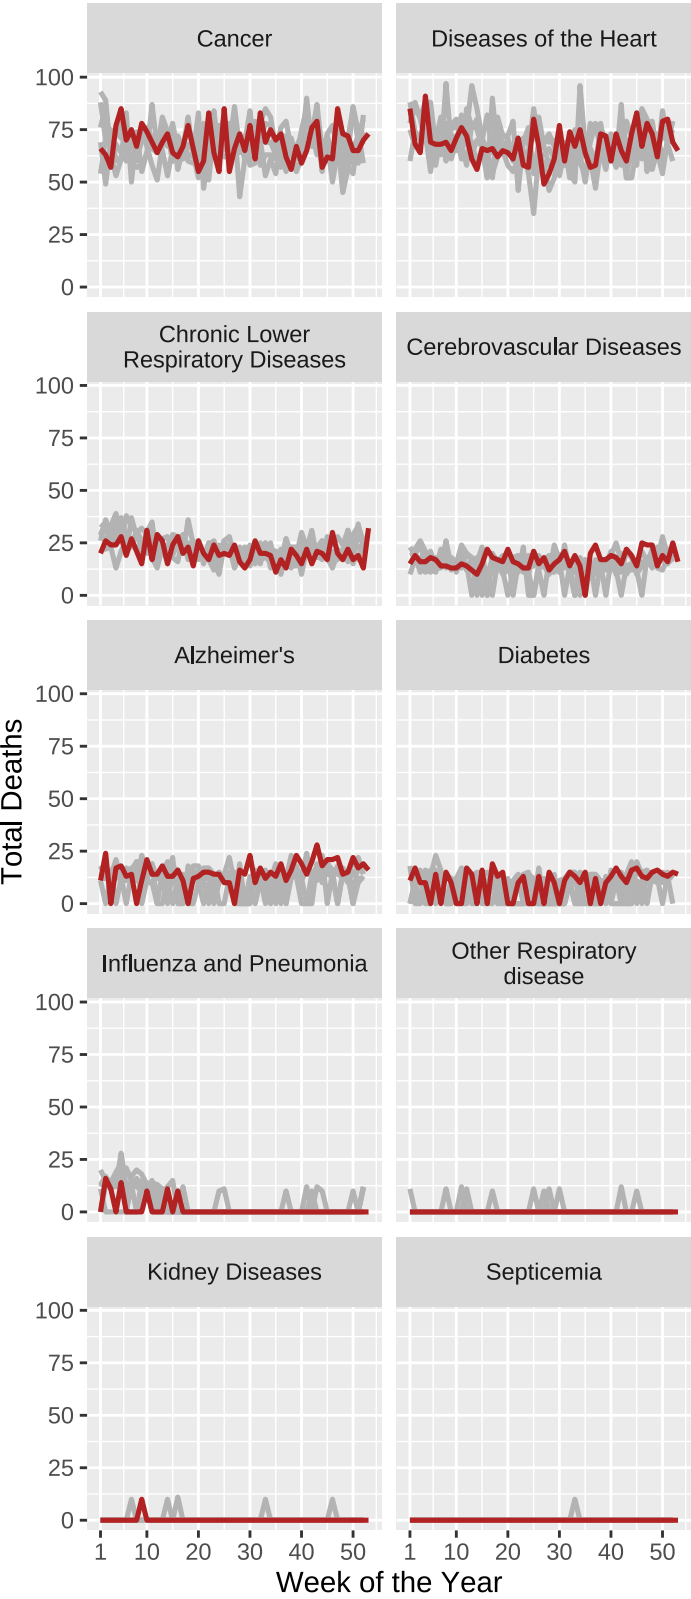 Cancer
Diseases of the Heart
100
75
50
25
0
Chronic Lower
Respiratory Diseases
Cerebrovascular Diseases
100
75
50
25
0
Alzheimer's
Diabetes
100
75
50
25
0
Total Deaths
Influenza and Pneumonia
Other Respiratory
disease
100
75
50
25
0
Kidney Diseases
Septicemia
100
75
50
25
0
1 10 20 30 40 50
1 10 20 30 40 50
Week of the Year